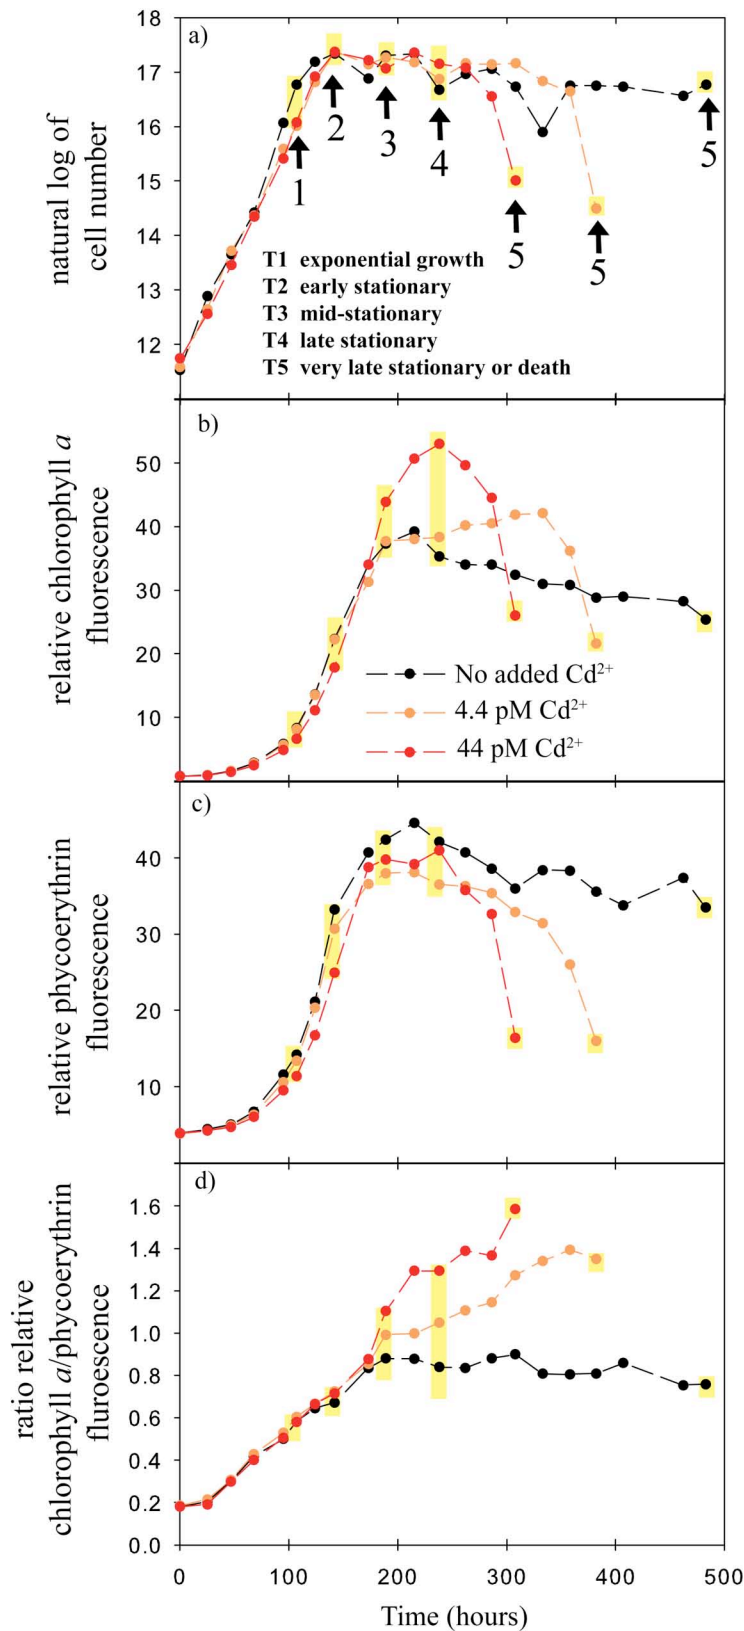 a)
natural log of
cell number
18
17
16
15
14
13
12
1
2
3
4
5
5
5
T1 exponential growth
T2 early stationary
T3 mid-stationary
T4 late stationary
T5 very late stationary or death
b)
relative chlorophyll a
fluorescence
50
40
30
20
10
No added Cd²⁺
4.4 pM Cd²⁺
44 pM Cd²⁺
c)
relative phycoerythrin
fluorescence
40
30
20
10
d)
ratio relative
chlorophyll a/phycoerythrin
fluroescence
1.6
1.4
1.2
1.0
0.8
0.6
0.4
0.2
0.0
0 100 200 300 400 500
Time (hours)